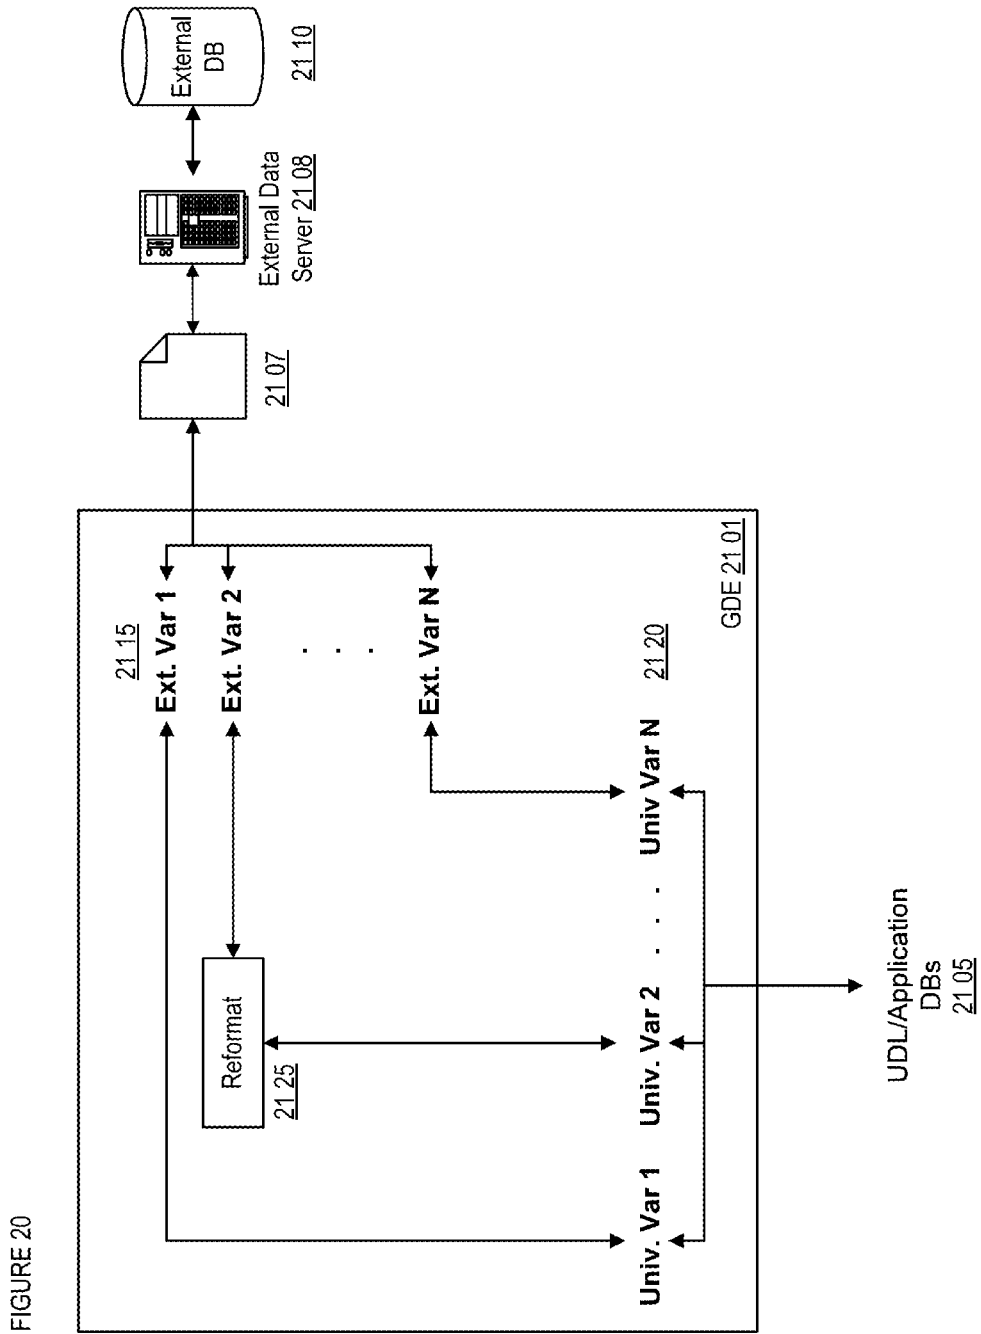 FIGURE 20
External
DB
21 10
External Data
Server 21 08
21 07
21 15
Ext. Var 1
Ext. Var 2
. . .
Ext. Var N
Reformat
21 25
Univ. Var 1
Univ. Var 2
. . .
Univ Var N
21 20
GDE 21 01
UDL/Application
DBs
21 05